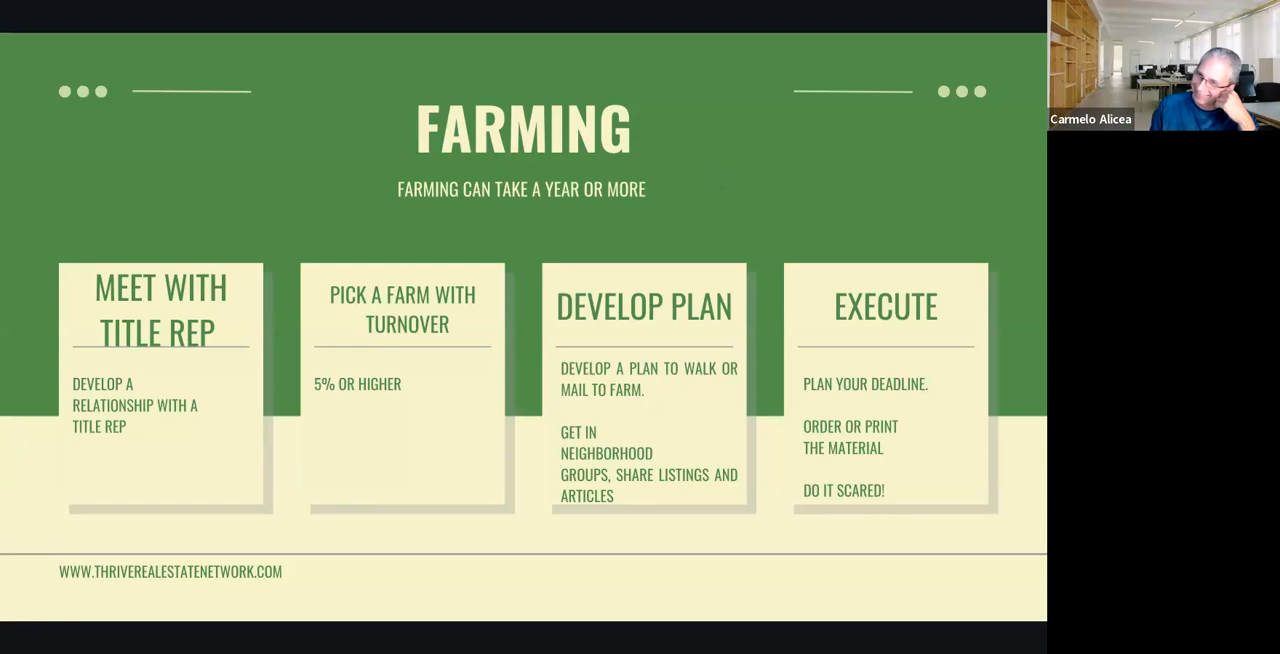 FARMING
FARMING CAN TAKE A YEAR OR MORE
MEET WITH
TITLE REP
DEVELOP A
RELATIONSHIP WITH A
TITLE REP
PICK A FARM WITH
TURNOVER
5% OR HIGHER
DEVELOP PLAN
DEVELOP A PLAN TO WALK OR
MAIL TO FARM.
GET IN
NEIGHBORHOOD
GROUPS, SHARE LISTINGS AND
ARTICLES
EXECUTE
PLAN YOUR DEADLINE.
ORDER OR PRINT
THE MATERIAL
DO IT SCARED!
WWW.THRIVEREALESTATENETWORK.COM
Carmelo Alicea